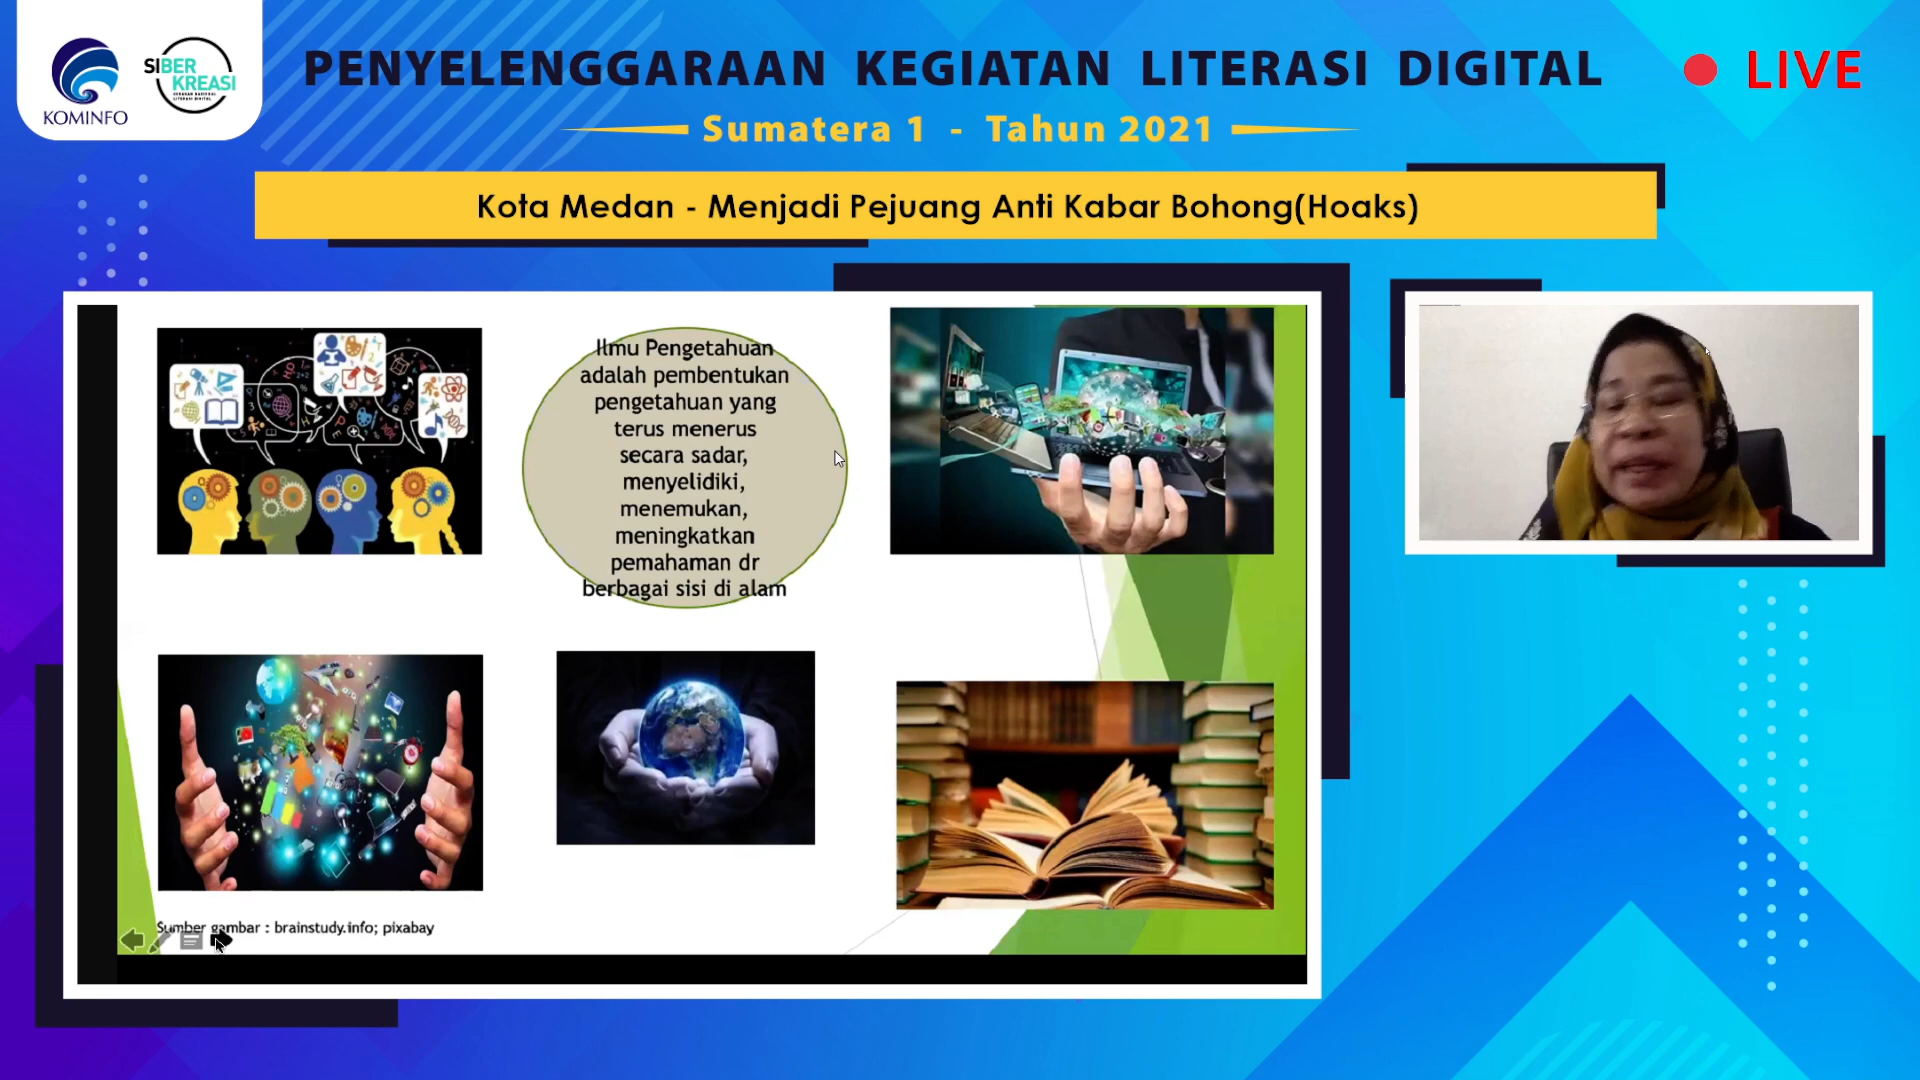 KOMINFO
SIBER
KREASI
PENYELENGGARAAN KEGIATAN LITERASI DIGITAL
LIVE
Sumatera 1 - Tahun 2021
Kota Medan - Menjadi Pejuang Anti Kabar Bohong(Hoaks)
Ilmu Pengetahuan
adalah pembentukan
pengetahuan yang
terus menerus
secara sadar,
menyelidiki,
menemukan,
meningkatkan
pemahaman dr
berbagai sisi di alam
Sumber gambar : brainstudy.info; pixabay